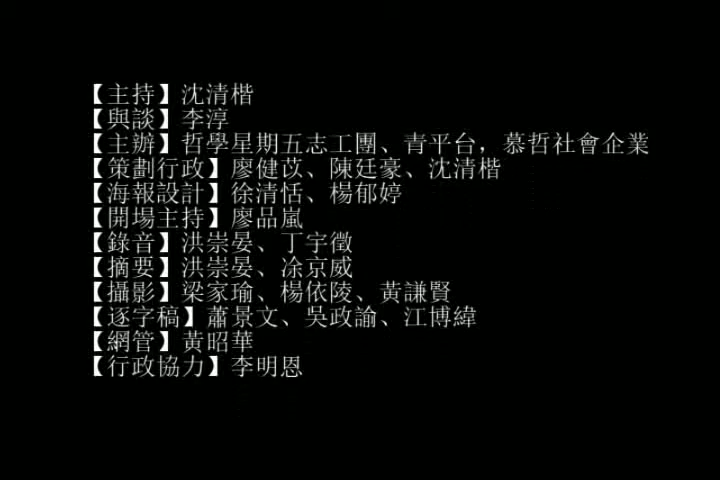 【主持】沈清楷
【與談】李淳
【主辦】哲學星期五志工團、青平台，慕哲社會企業
【策劃行政】廖健苡、陳廷豪、沈清楷
【海報設計】徐清恬、楊郁婷
【開場主持】廖品嵐
【錄音】洪崇晏、丁宇徵
【摘要】洪崇晏、凃京威
【攝影】梁家瑜、楊依陵、黃謙賢
【逐字稿】蕭景文、吳政諭、江博緯
【網管】黃昭華
【行政協力】李明恩